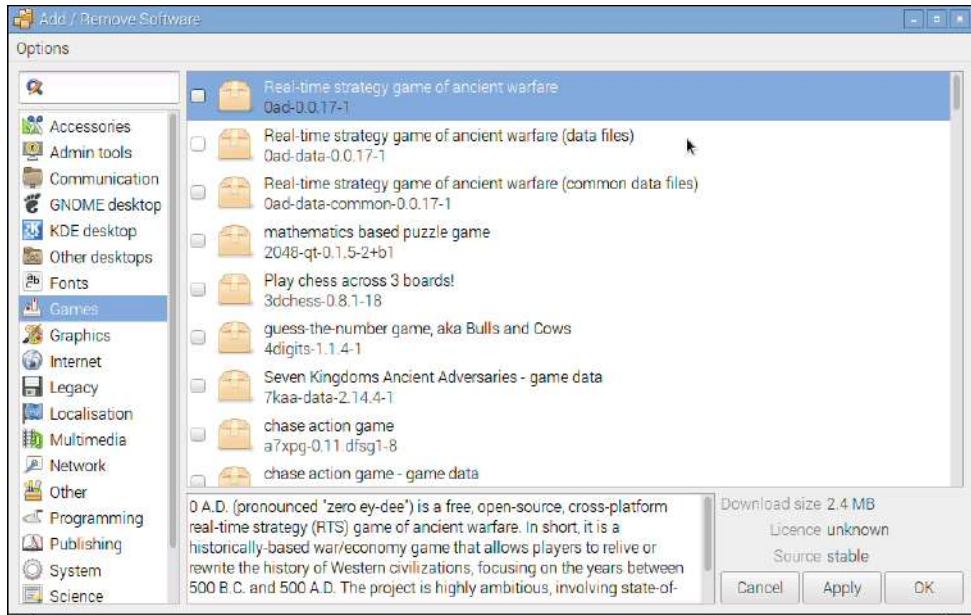 Add / Remove Software
Options
Accessories
Admin tools
Communication
GNOME desktop
KDE desktop
Other desktops
Fonts
Games
Graphics
Internet
Legacy
Localisation
Multimedia
Network
Other
Programming
Publishing
System
Science
Real-time strategy game of ancient warfare
0ad-0.0.17-1
Real-time strategy game of ancient warfare (data files)
0ad-data-0.0.17-1
Real-time strategy game of ancient warfare (common data files)
0ad-data-common-0.0.17-1
mathematics based puzzle game
2048-qt-0.1.5-2+b1
Play chess across 3 boards!
3dchess-0.8.1-18
guess-the-number game, aka Bulls and Cows
4digits-1.1.4-1
Seven Kingdoms Ancient Adversaries - game data
7kaa-data-2.14.4-1
chase action game
a7xpg-0.11.dfsg1-8
chase action game - game data
0 A.D. (pronounced "zero ey-dee") is a free, open-source, cross-platform
real-time strategy (RTS) game of ancient warfare. In short, it is a
historically-based war/economy game that allows players to relive or
rewrite the history of Western civilizations, focusing on the years between
500 B.C. and 500 A.D. The project is highly ambitious, involving state-of-
Download size 2.4 MB
Licence unknown
Source stable
Cancel Apply OK